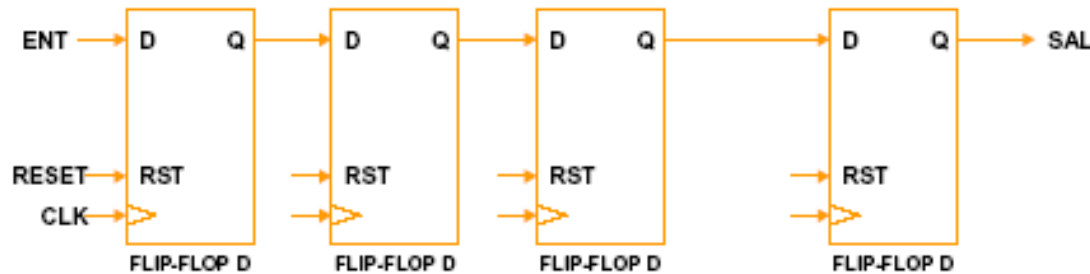 ENT D Q D Q D Q D Q SAL
RESET RST RST RST RST
CLK
FLIP-FLOP D FLIP-FLOP D FLIP-FLOP D FLIP-FLOP D